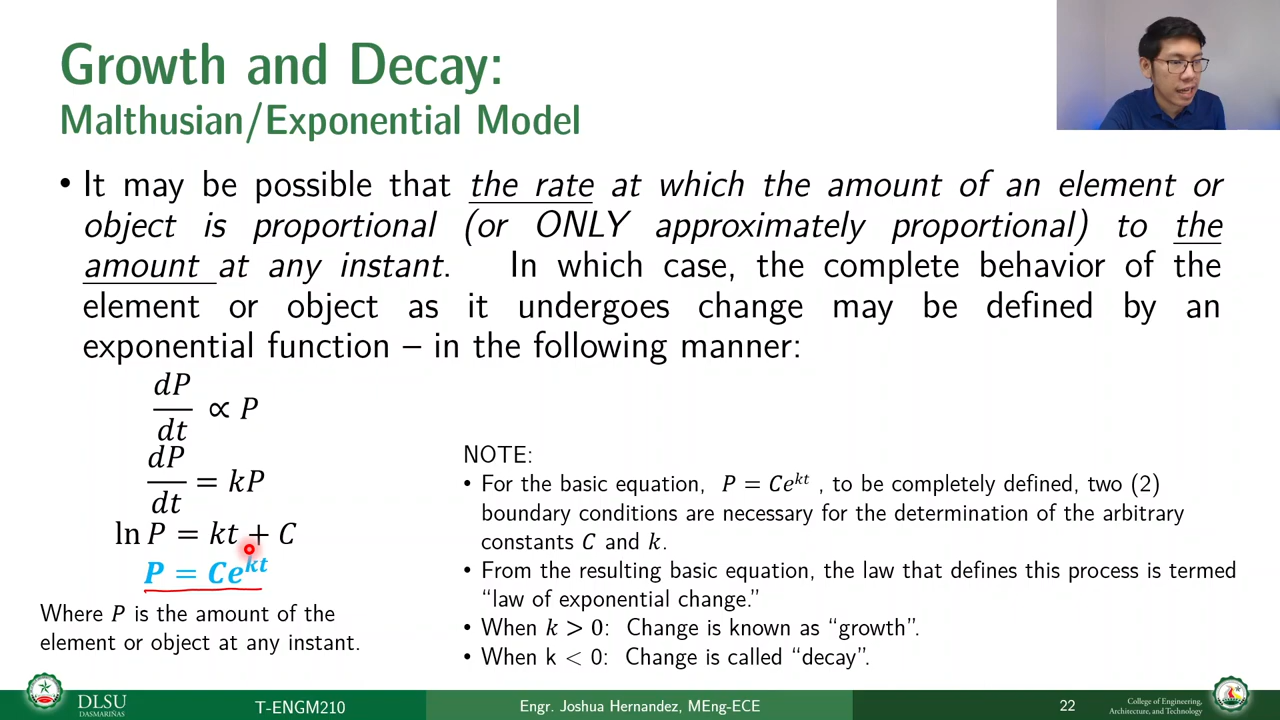 Growth and Decay:
Malthusian/Exponential Model
• It may be possible that the rate at which the amount of an element or
object is proportional (or ONLY approximately proportional) to the
amount at any instant. In which case, the complete behavior of the
element or object as it undergoes change may be defined by an
exponential function – in the following manner:
dP/dt ∝ P
dP/dt = kP
ln P = kt + C
P = Ce^{kt}
Where P is the amount of the
element or object at any instant.
NOTE:
• For the basic equation, P = Ce^{kt} , to be completely defined, two (2)
boundary conditions are necessary for the determination of the arbitrary
constants C and k.
• From the resulting basic equation, the law that defines this process is termed
“law of exponential change.”
• When k > 0: Change is known as “growth”.
• When k < 0: Change is called “decay”.
DLSU
DASMARIÑAS
T-ENGM210
Engr. Joshua Hernandez, MEng-ECE
22
College of Engineering,
Architecture, and Technology